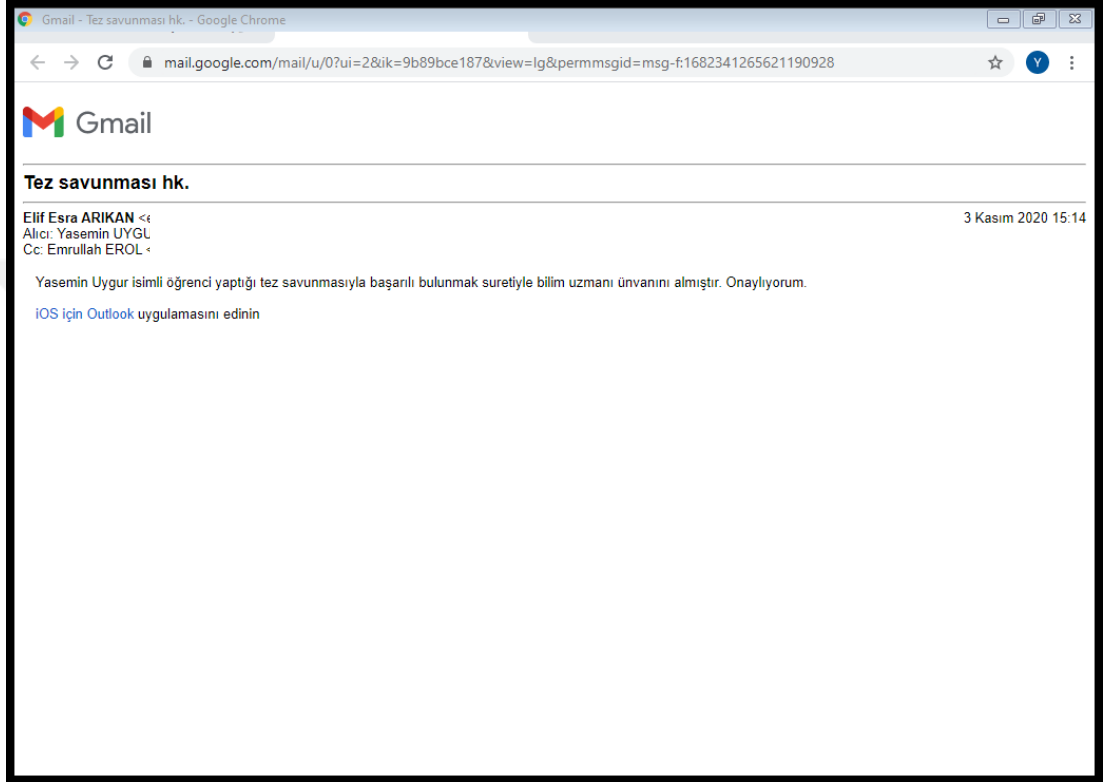 Gmail - Tez savunması hk. - Google Chrome
mail.google.com/mail/u/0?ui=2&ik=9b89bce187&view=lg&permmsgid=msg-f:1682341265621190928
Y
Gmail
Tez savunması hk.
Elif Esra ARIKAN < 3 Kasım 2020 15:14
Alıcı: Yasemin UYGU
Cc: Emrullah EROL <
Yasemin Uygur isimli öğrenci yaptığı tez savunmasıyla başarılı bulunmak suretiyle bilim uzmanı ünvanını almıştır. Onaylıyorum.
iOS için Outlook uygulamasını edinin